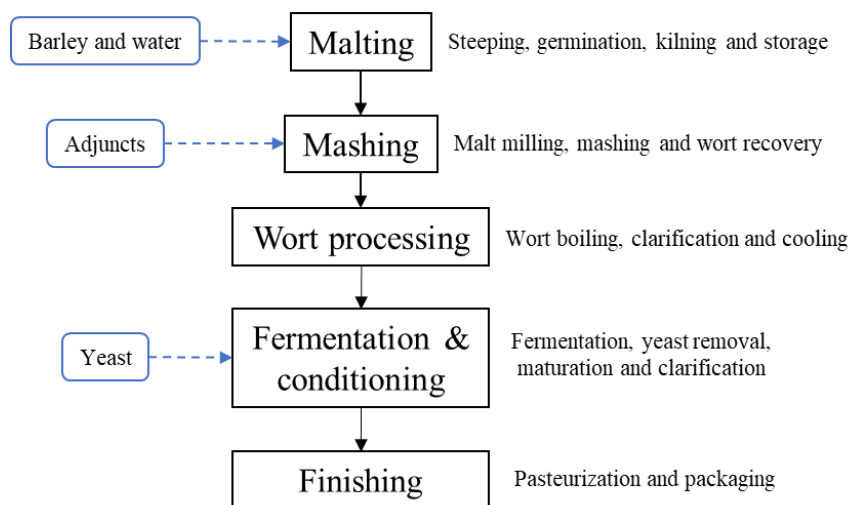 Barley and water
Malting
Steeping, germination, kilning and storage
Adjuncts
Mashing
Malt milling, mashing and wort recovery
Wort processing
Wort boiling, clarification and cooling
Yeast
Fermentation &
conditioning
Fermentation, yeast removal,
maturation and clarification
Finishing
Pasteurization and packaging